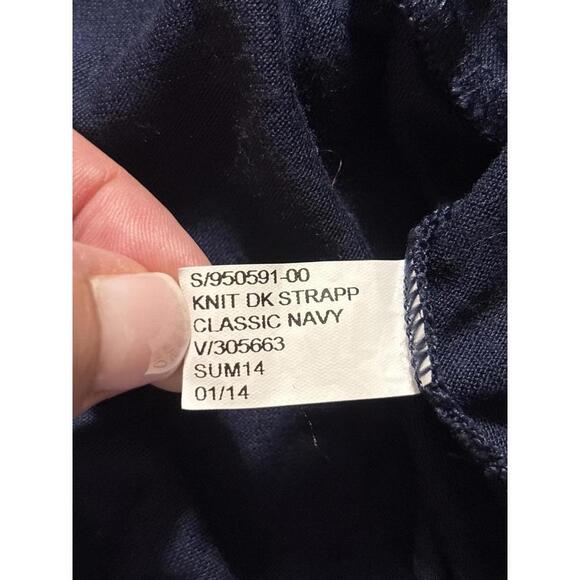 S/950591-00
KNIT DK STRAPP
CLASSIC NAVY
V/305663
SUM14
01/14